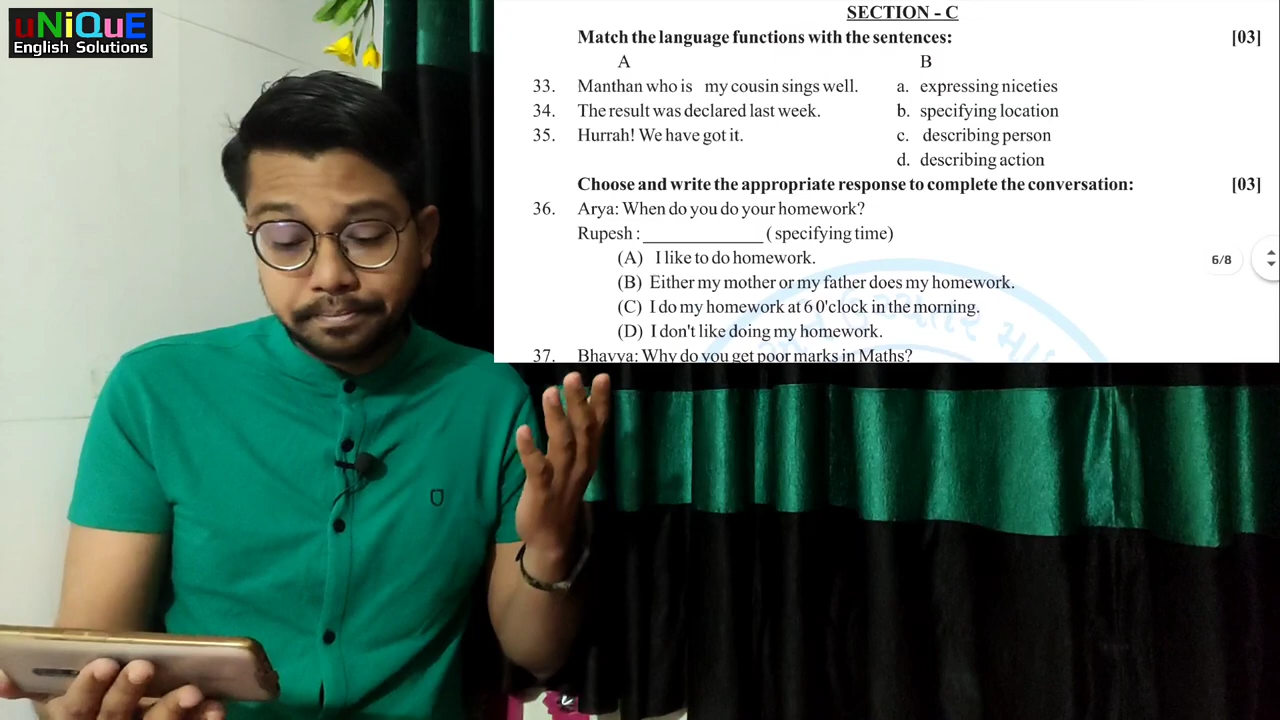 uNiQuE
English Solutions
SECTION - C
Match the language functions with the sentences: [03]
A B
33. Manthan who is my cousin sings well. a. expressing niceties
34. The result was declared last week. b. specifying location
35. Hurrah! We have got it. c. describing person
d. describing action
Choose and write the appropriate response to complete the conversation: [03]
36. Arya: When do you do your homework?
Rupesh : ______________ ( specifying time)
(A) I like to do homework.
(B) Either my mother or my father does my homework.
(C) I do my homework at 6 0'clock in the morning.
(D) I don't like doing my homework.
6/8
37. Bhavya: Why do you get poor marks in Maths?